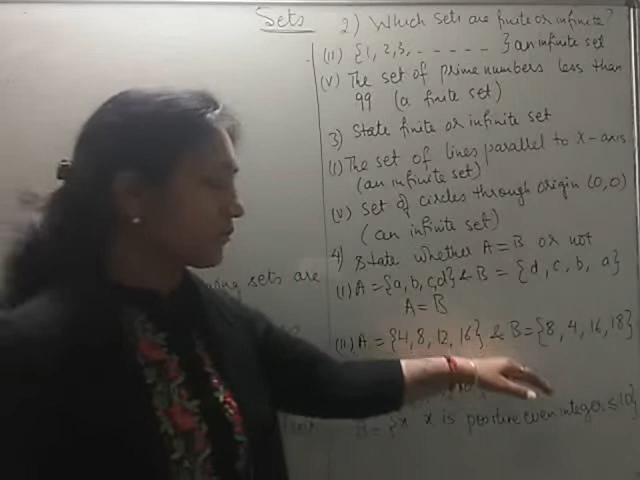 Sets
2) Which sets are finite or infinite?
(II) {1, 2, 3, - - - - - } an infinite set
(V) The set of prime numbers less than
99 (a finite set)
3) State finite or infinite set
(I) The set of lines parallel to X-axis
(an infinite set)
(V) Set of circles through origin (0,0)
(an infinite set)
4) State whether A = B or not
(I) A = {a, b, c, d} & B = {d, c, b, a}
A = B
(II) A = {4, 8, 12, 16} & B = {8, 4, 16, 18}
B = {x x is positive even integer ≤ 10}
sets are